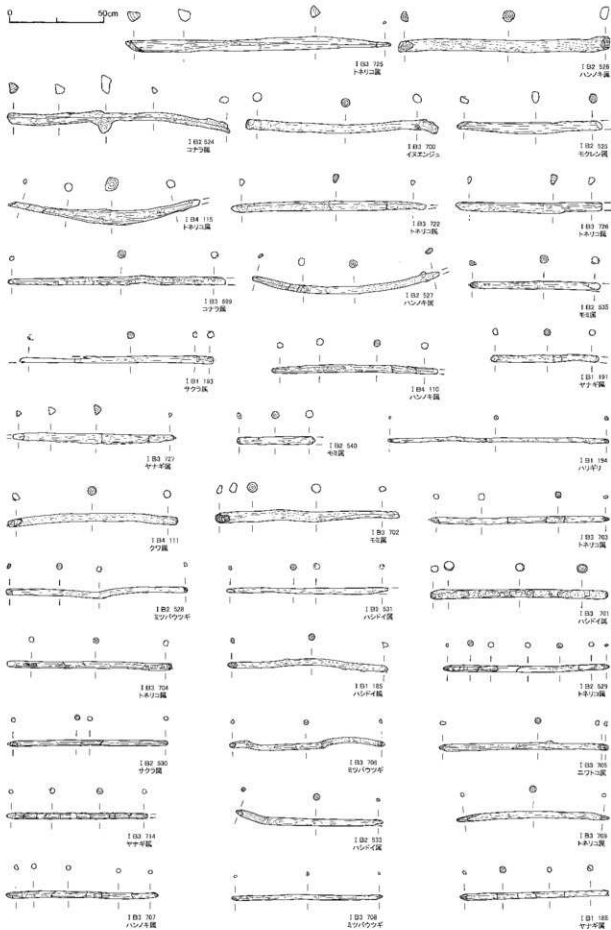 0 50cm
I B3 725
トネリコ属
I B2 526
ハンノキ属
I B2 524
コナラ属
I B3 700
イヌエンジュ
I B2 525
モクレン属
I B4 115
トネリコ属
I B3 722
トネリコ属
I B3 726
トネリコ属
I B3 699
コナラ属
I B2 527
ハンノキ属
I B2 535
モミ属
I B1 193
サクラ属
I B4 110
ハンノキ属
I B1 191
ヤナギ属
I B3 727
ヤナギ属
I B2 540
モミ属
I B1 194
ハリギリ
I B4 111
クワ属
I B3 702
モミ属
I B3 703
トネリコ属
I B2 528
ミツバウツギ
I B2 531
ハシドイ属
I B3 701
ハシドイ属
I B3 704
トネリコ属
I B1 185
ハシドイ属
I B2 529
トネリコ属
I B2 530
サクラ属
I B3 706
ミツバウツギ
I B3 705
ニワトコ属
I B3 714
ヤナギ属
I B2 533
ハシドイ属
I B3 709
トネリコ属
I B3 707
ハンノキ属
I B3 708
ミツバウツギ
I B1 186
ヤナギ属